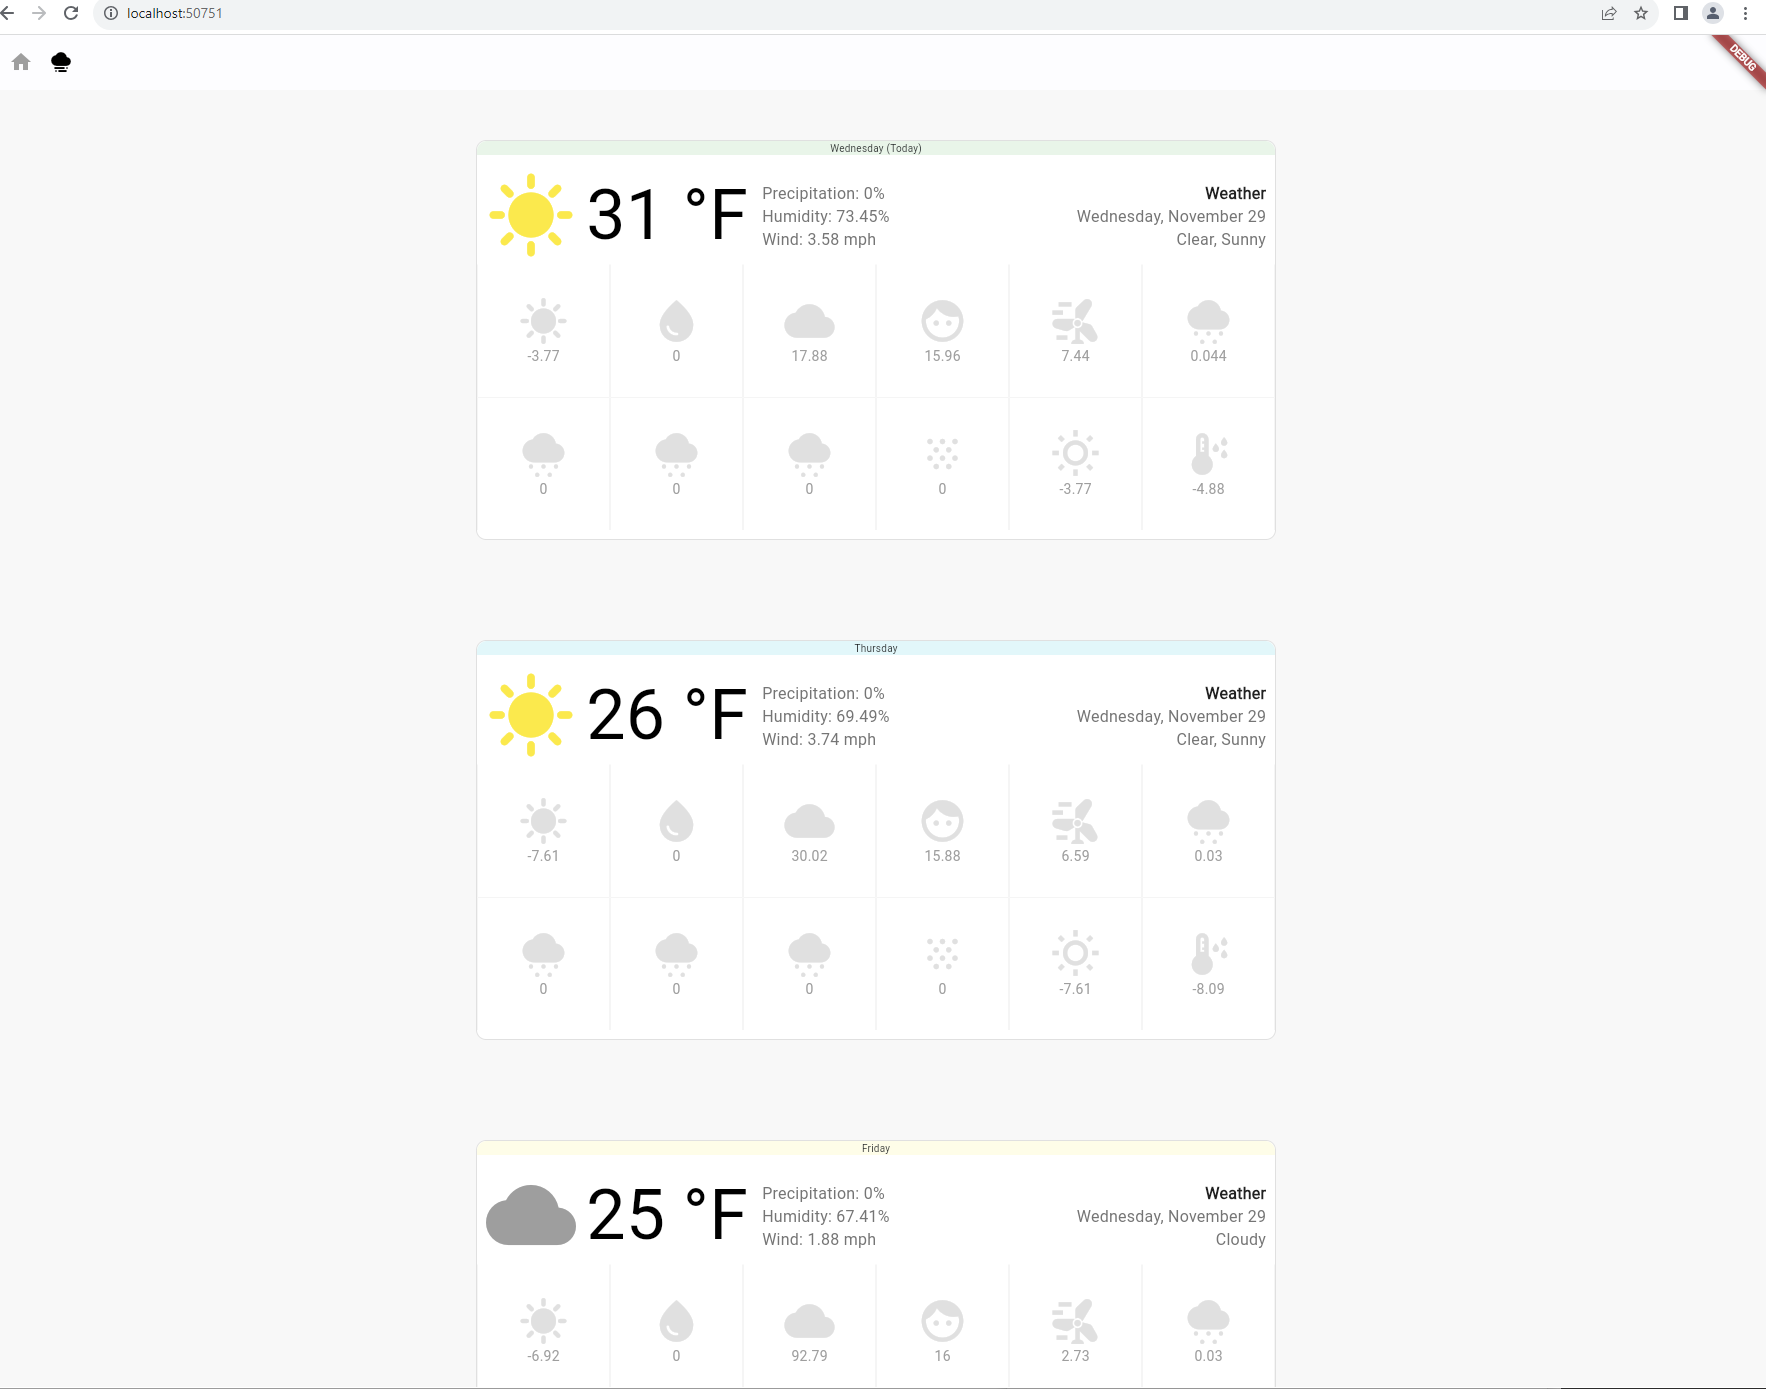 localhost:50751
DEBUG
Wednesday (Today)
31 °F
Precipitation: 0%
Humidity: 73.45%
Wind: 3.58 mph
Weather
Wednesday, November 29
Clear, Sunny
-3.77 0 17.88 15.96 7.44 0.044
0 0 0 0 -3.77 -4.88
Thursday
26 °F
Precipitation: 0%
Humidity: 69.49%
Wind: 3.74 mph
Weather
Wednesday, November 29
Clear, Sunny
-7.61 0 30.02 15.88 6.59 0.03
0 0 0 0 -7.61 -8.09
Friday
25 °F
Precipitation: 0%
Humidity: 67.41%
Wind: 1.88 mph
Weather
Wednesday, November 29
Cloudy
-6.92 0 92.79 16 2.73 0.03